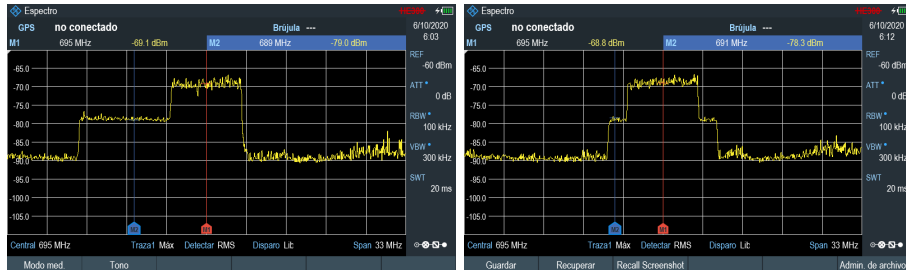 Espectro
GPS no conectado Brújula --- 6/10/2020
6:03
M1 695 MHz -69.1 dBm M2 689 MHz -79.0 dBm
REF
-60 dBm
-65.0
ATT
0 dB
-70.0
RBW
100 kHz
-80.0
VBW
300 kHz
-85.0
-90.0
SWT
20 ms
-95.0
-100.0
-105.0
M2 M1
Central 695 MHz Traza1 Máx Detectar RMS Disparo Lib: Span 33 MHz
Modo med. Tono
Espectro
GPS no conectado Brújula --- 6/10/2020
6:12
M1 695 MHz -68.8 dBm M2 691 MHz -78.3 dBm
REF
-60 dBm
-65.0
ATT
0 dB
-70.0
RBW
100 kHz
-80.0
VBW
300 kHz
-85.0
-90.0
SWT
20 ms
-95.0
-100.0
-105.0
M2 M1
Central 695 MHz Traza1 Máx Detectar RMS Disparo Lib: Span 33 MHz
Guardar Recuperar Recall Screenshot Admin. de archivo